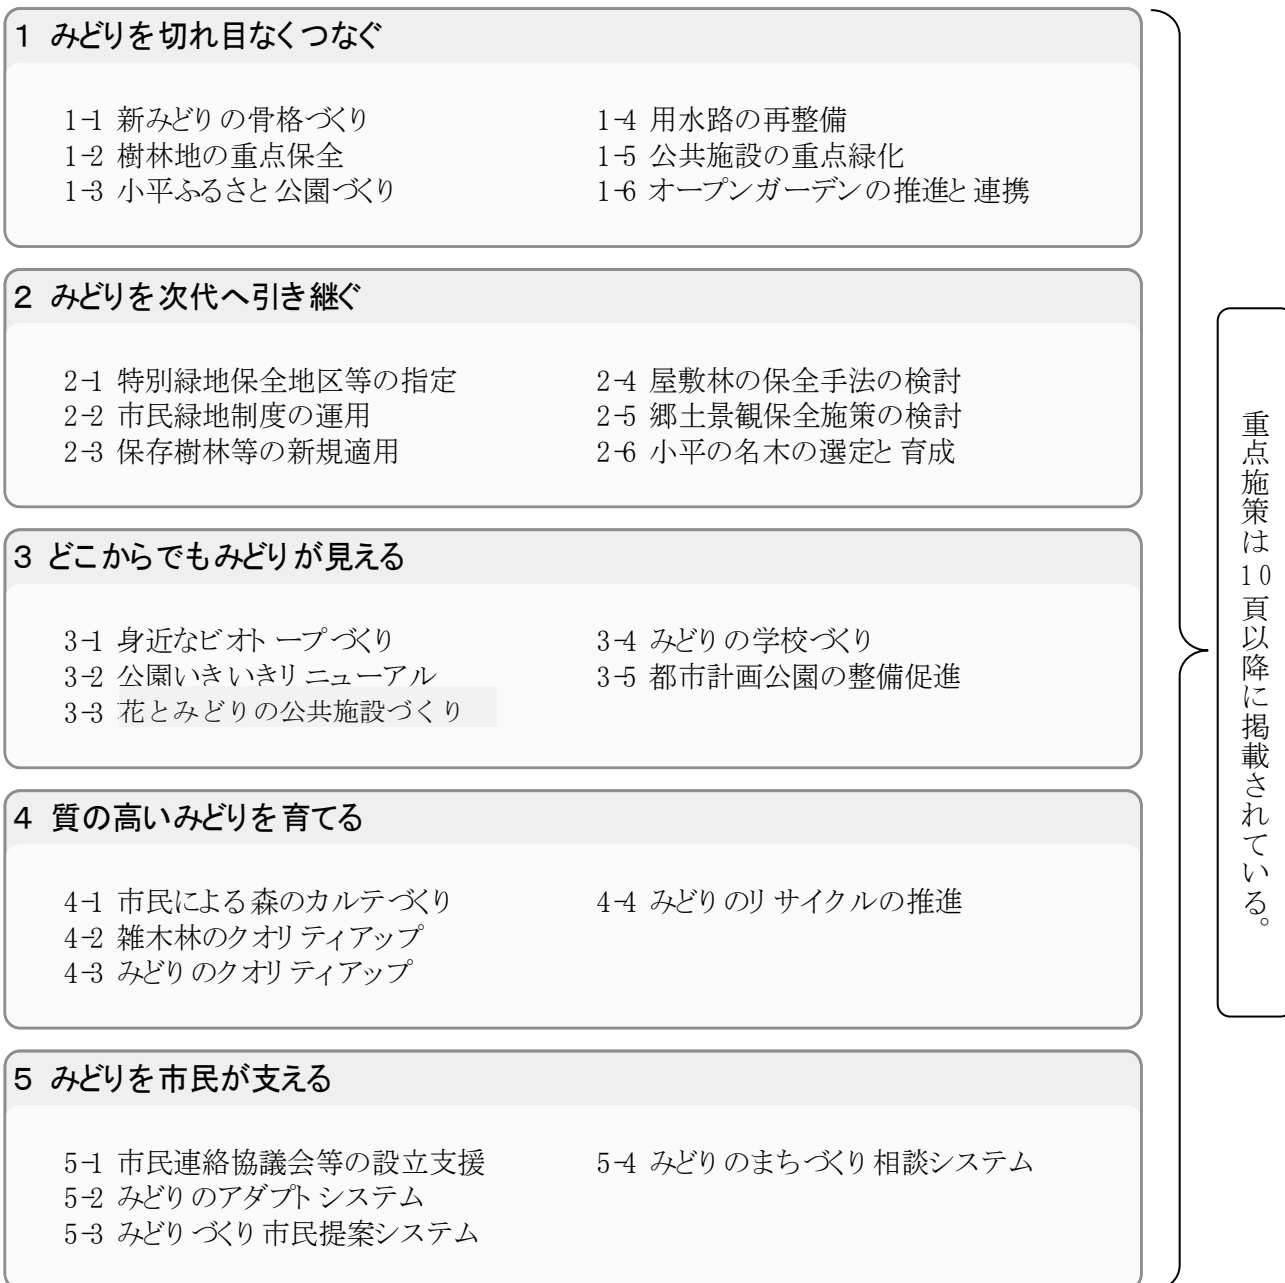 1 みどりを切れ目なくつなぐ
1-1 新みどりの骨格づくり
1-2 樹林地の重点保全
1-3 小平ふるさと公園づくり
1-4 用水路の再整備
1-5 公共施設の重点緑化
1-6 オープンガーデンの推進と連携
2 みどりを次代へ引き継ぐ
2-1 特別緑地保全地区等の指定
2-2 市民緑地制度の運用
2-3 保存樹林等の新規適用
2-4 屋敷林の保全手法の検討
2-5 郷土景観保全施策の検討
2-6 小平の名木の選定と育成
3 どこからでもみどりが見える
3-1 身近なビオトープづくり
3-2 公園いきいきリニューアル
3-3 花とみどりの公共施設づくり
3-4 みどりの学校づくり
3-5 都市計画公園の整備促進
4 質の高いみどりを育てる
4-1 市民による森のカルテづくり
4-2 雑木林のクオリティアップ
4-3 みどりのクオリティアップ
4-4 みどりのリサイクルの推進
5 みどりを市民が支える
5-1 市民連絡協議会等の設立支援
5-2 みどりのアダプトシステム
5-3 みどりづくり市民提案システム
5-4 みどりのまちづくり相談システム
重点施策は10頁以降に掲載されている。